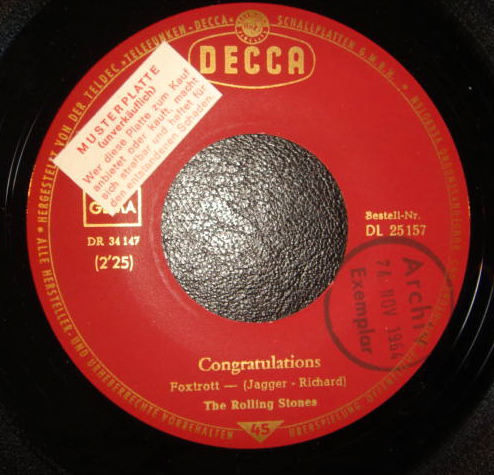 DECCA
HERGESTELLT VON DER TELDEC »TELEFUNKEN-DECCA« SCHALLPLATTEN G.M.B.H.
MUSTERPLATTE
(unverkäuflich)
Wer diese Platte zum Kauf
anbietet oder kauft, macht
sich strafbar und haftet für
den entstandenen Schaden.
GEMA
DR 34 147
(2'25)
Bestell-Nr.
DL 25 157
Archiv
NOV 1964
Exemplar
Congratulations
Foxtrott — (Jagger - Richard)
The Rolling Stones
ALLE HERSTELLER- UND URHEBERRECHTE VORBEHALTEN
45
ÜBERSPIELUNG